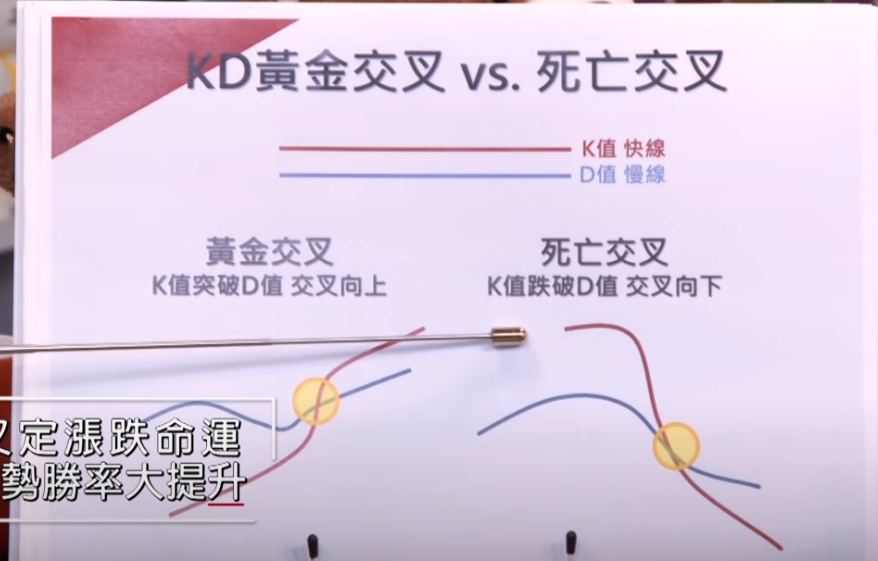 KD黃金交叉 vs. 死亡交叉
K值 快線
D值 慢線
黃金交叉
K值突破D值 交叉向上
死亡交叉
K值跌破D值 交叉向下
定漲跌命運
勢勝率大提升